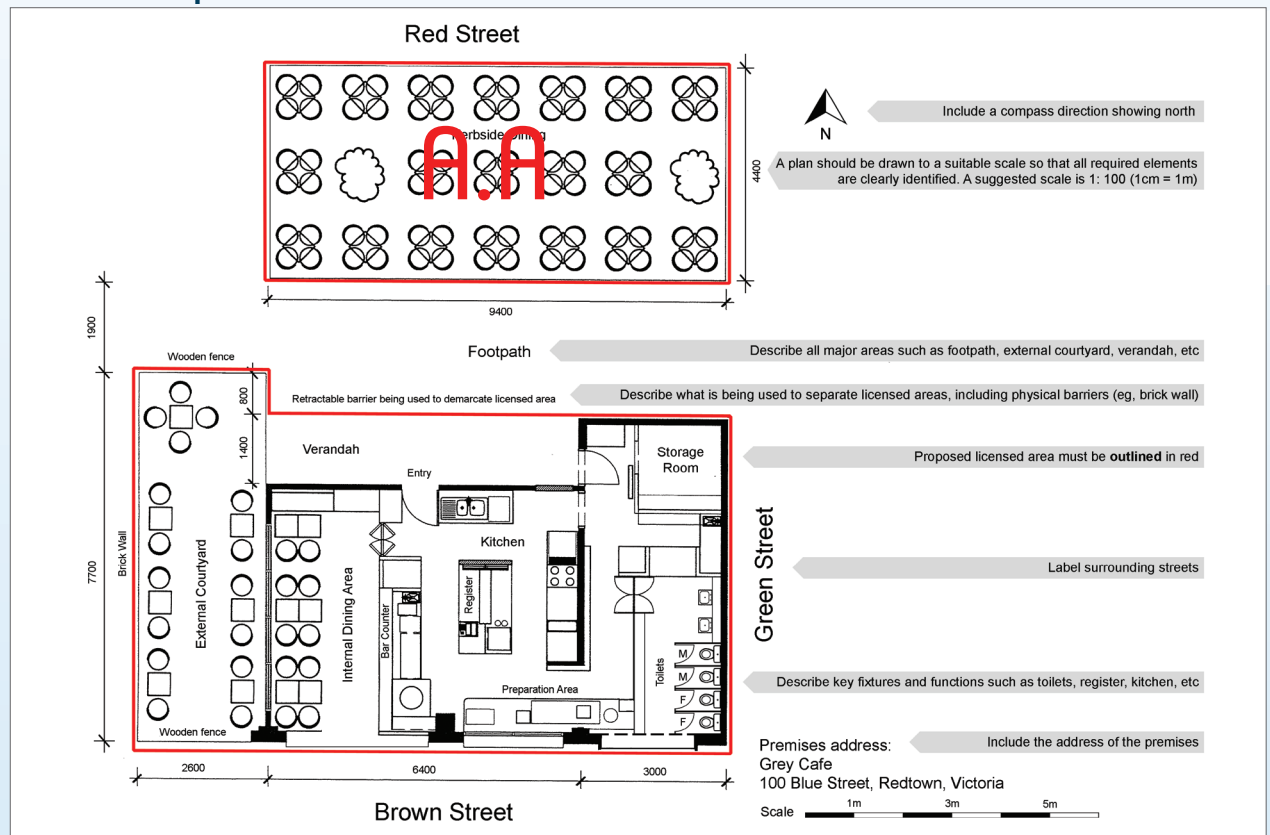 Red Street
Kerbside Dining
A.A
N
Include a compass direction showing north
A plan should be drawn to a suitable scale so that all required elements
are clearly identified. A suggested scale is 1: 100 (1cm = 1m)
4400
9400
1900
Footpath
Describe all major areas such as footpath, external courtyard, verandah, etc
Wooden fence
800
Retractable barrier being used to demarcate licensed area
Describe what is being used to separate licensed areas, including physical barriers (eg, brick wall)
1400
Verandah
Entry
Storage
Room
Proposed licensed area must be outlined in red
Kitchen
Green Street
Label surrounding streets
7700
Brick Wall
External Courtyard
Internal Dining Area
Bar Counter
Register
Toilets
M
M
F
F
Describe key fixtures and functions such as toilets, register, kitchen, etc
Preparation Area
Wooden fence
Include the address of the premises
Premises address:
Grey Cafe
100 Blue Street, Redtown, Victoria
2600
6400
3000
Brown Street
Scale
1m
3m
5m